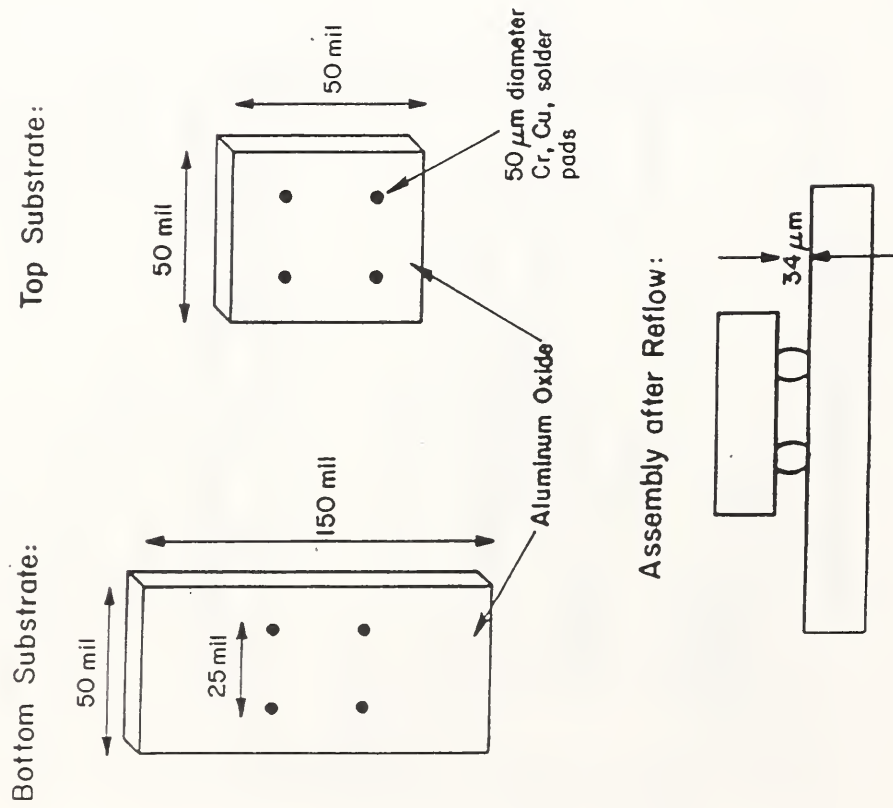 Bottom Substrate:
50 mil
25 mil
150 mil
Top Substrate:
50 mil
50 mil
50 μm diameter
Cr, Cu, solder
pads
Aluminum Oxide
Assembly after Reflow:
34 μm